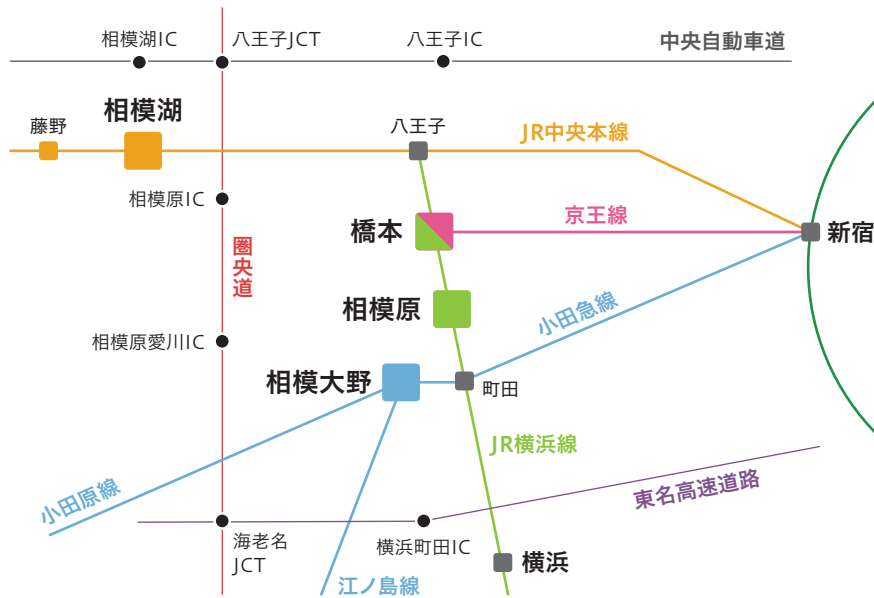 相模湖IC
八王子JCT
八王子IC
中央自動車道
藤野
相模湖
八王子
JR中央本線
相模原IC
橋本
京王線
新宿
圏央道
相模原
小田急線
相模原愛川IC
相模大野
町田
JR横浜線
小田原線
東名高速道路
海老名
JCT
横浜町田IC
横浜
江ノ島線